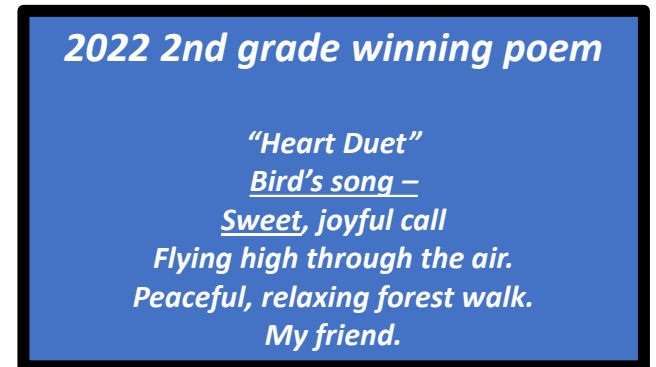 2022 2nd grade winning poem
“Heart Duet”
Bird’s song –
Sweet, joyful call
Flying high through the air.
Peaceful, relaxing forest walk.
My friend.